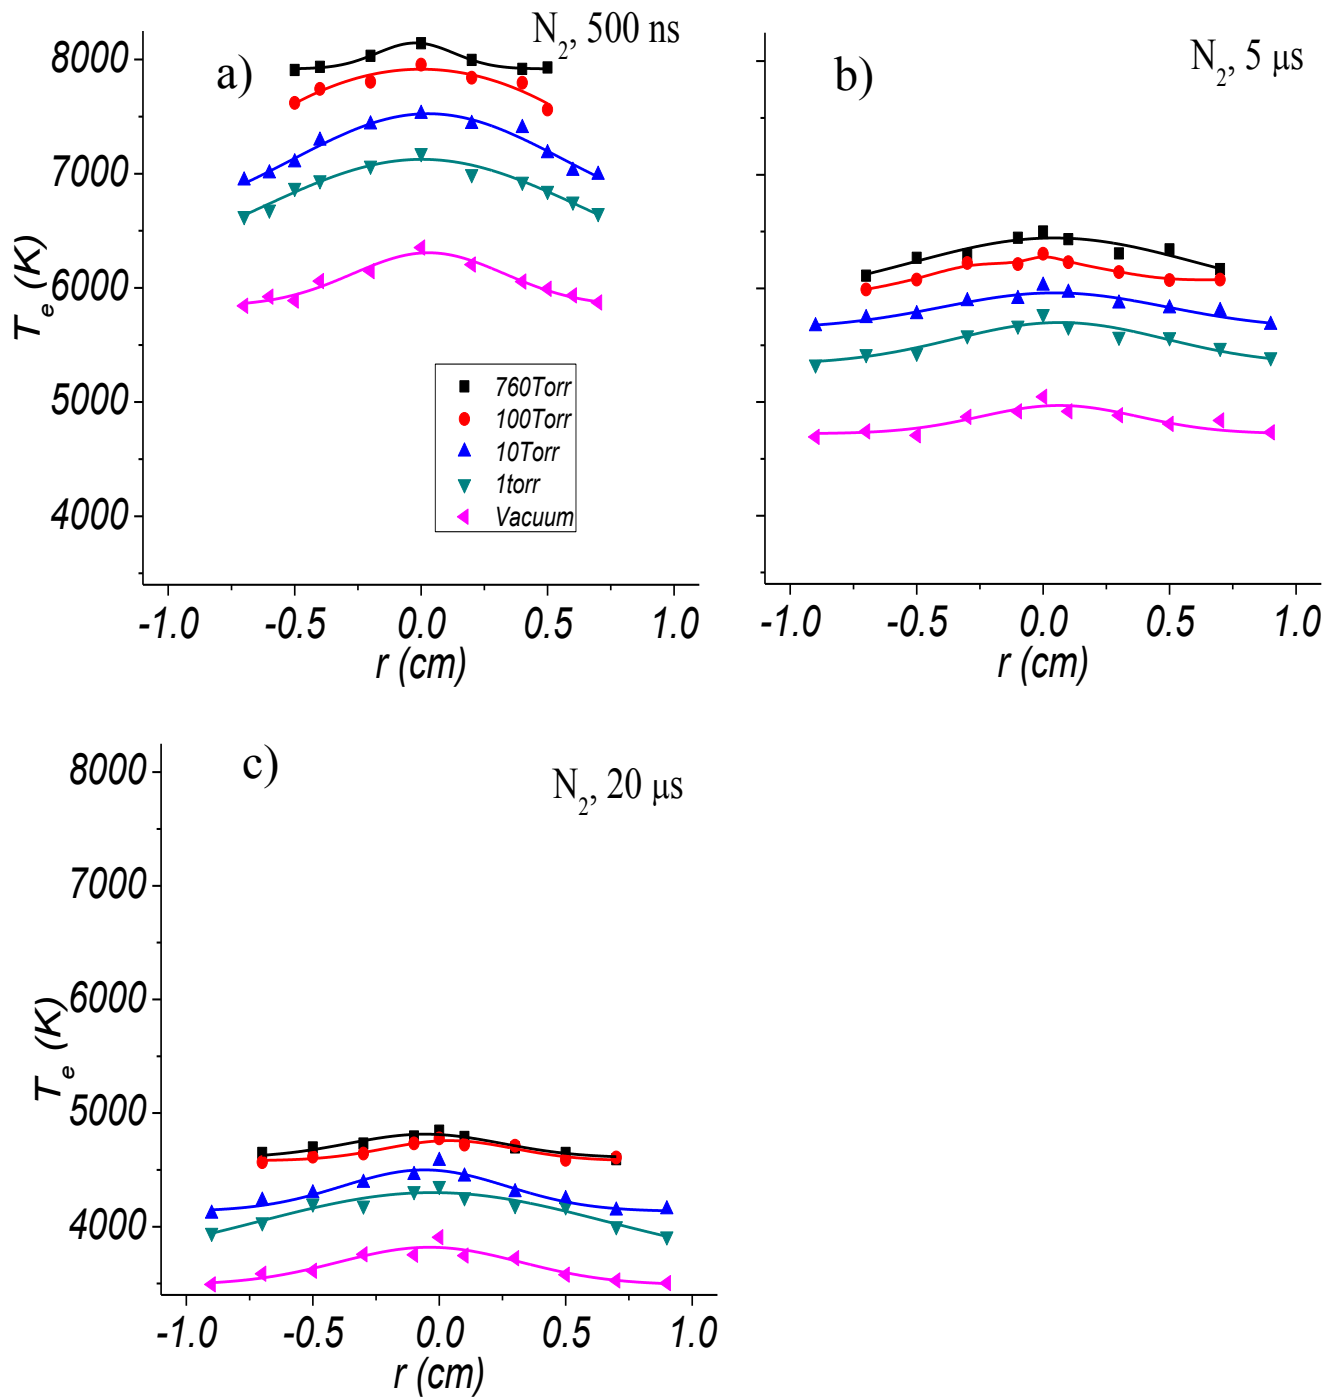 a)
N2, 500 ns
8000
7000
6000
5000
4000
Te (K)
760Torr
100Torr
10Torr
1torr
Vacuum
-1.0 -0.5 0.0 0.5 1.0
r (cm)
b)
N2, 5 μs
-1.0 -0.5 0.0 0.5 1.0
r (cm)
c)
N2, 20 μs
8000
7000
6000
5000
4000
Te (K)
-1.0 -0.5 0.0 0.5 1.0
r (cm)